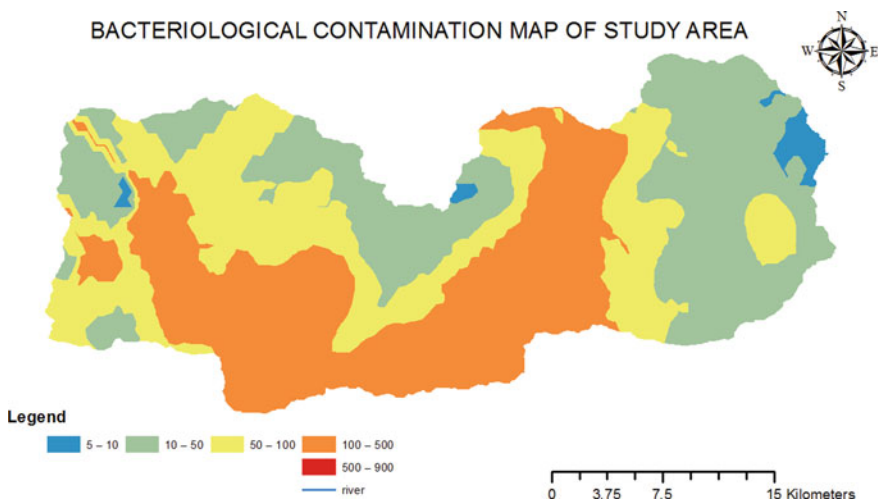 BACTERIOLOGICAL CONTAMINATION MAP OF STUDY AREA
N
W E
S
Legend
5 – 10 10 – 50 50 – 100 100 – 500
500 – 900
river
0 3.75 7.5 15 Kilometers